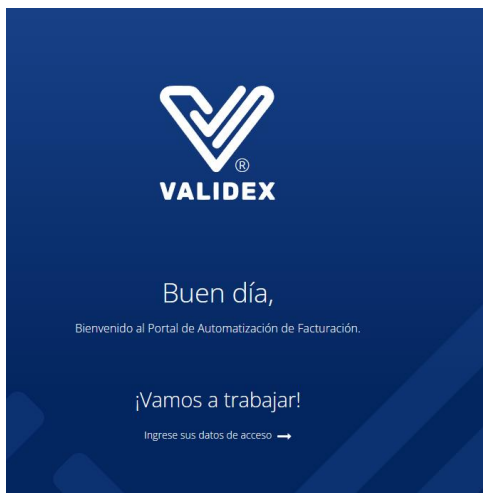 ®
VALIDEX
Buen día,
Bienvenido al Portal de Automatización de Facturación.
¡Vamos a trabajar!
Ingrese sus datos de acceso →